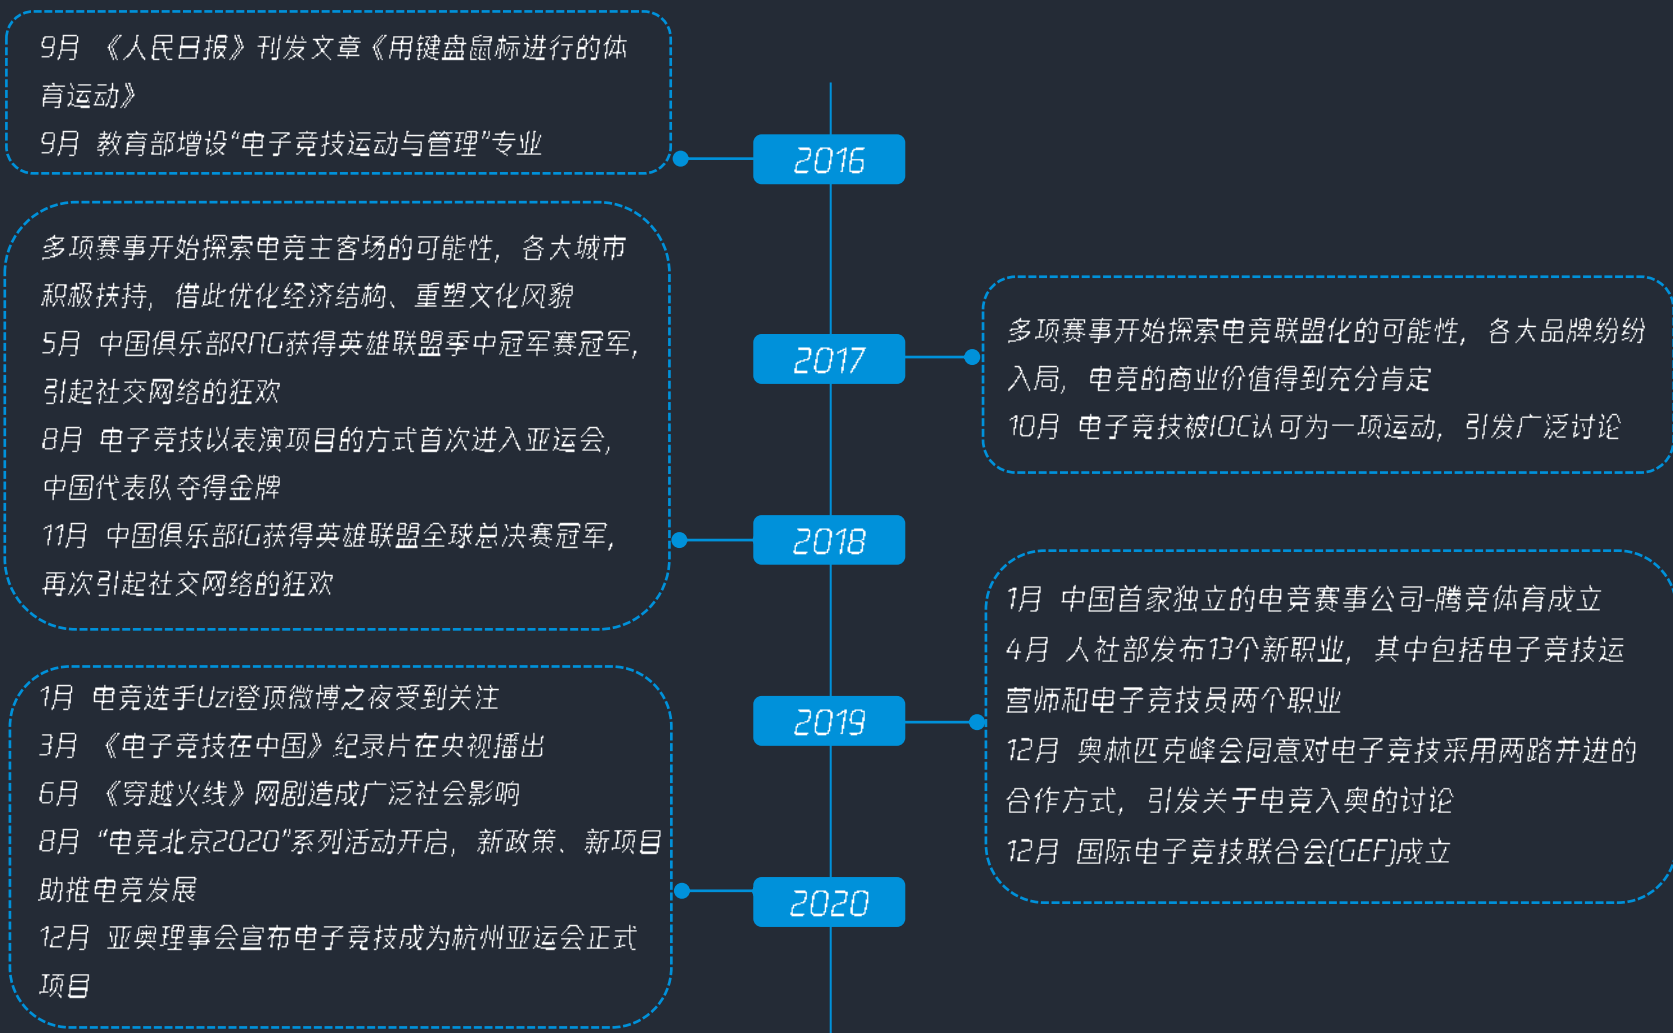 9月 《人民日报》刊发文章《用键盘鼠标进行的体
育运动》
9月 教育部增设“电子竞技运动与管理”专业
2016
多项赛事开始探索电竞联盟化的可能性，各大品牌纷纷
入局，电竞的商业价值得到充分肯定
10月 电子竞技被IOC认可为一项运动，引发广泛讨论
2017
多项赛事开始探索电竞主客场的可能性，各大城市
积极扶持，借此优化经济结构、重塑文化风貌
5月 中国俱乐部RNG获得英雄联盟季中冠军赛冠军，
引起社交网络的狂欢
8月 电子竞技以表演项目的方式首次进入亚运会，
中国代表队夺得金牌
11月 中国俱乐部iG获得英雄联盟全球总决赛冠军，
再次引起社交网络的狂欢
2018
1月 中国首家独立的电竞赛事公司-腾竞体育成立
4月 人社部发布13个新职业，其中包括电子竞技运
营师和电子竞技员两个职业
12月 奥林匹克峰会同意对电子竞技采用两路并进的
合作方式，引发关于电竞入奥的讨论
12月 国际电子竞技联合会(GEF)成立
2019
1月 电竞选手Uzi登顶微博之夜受到关注
3月 《电子竞技在中国》纪录片在央视播出
6月 《穿越火线》网剧造成广泛社会影响
8月 “电竞北京2020”系列活动开启，新政策、新项目
助推电竞发展
12月 亚奥理事会宣布电子竞技成为杭州亚运会正式
项目
2020